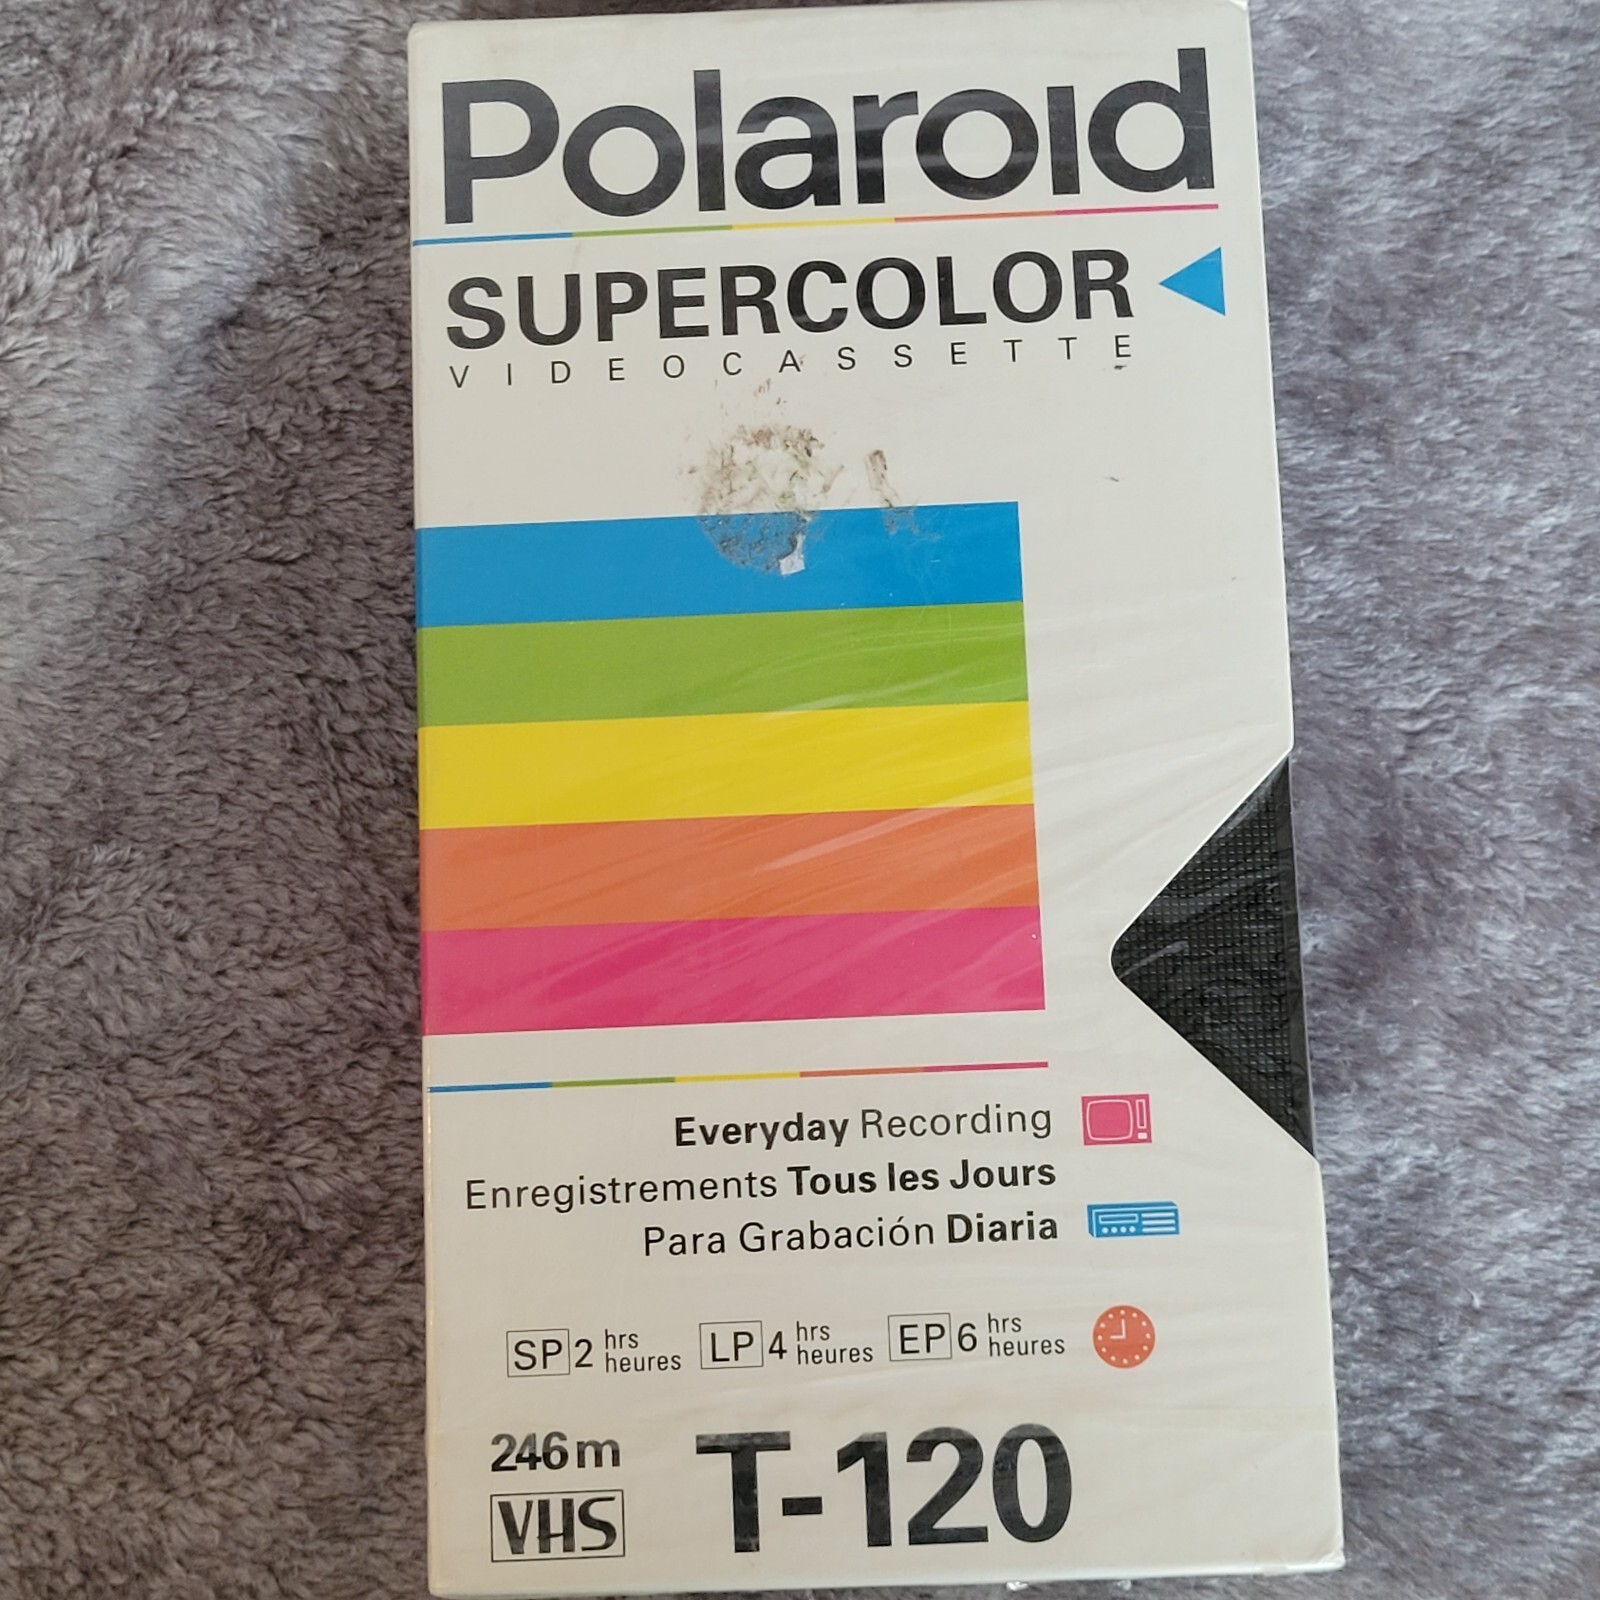 Polaroid
SUPERCOLOR
VIDEOCASSETTE
Everyday Recording
Enregistrements Tous les Jours
Para Grabación Diaria
SP 2 hrs heures LP 4 hrs heures EP 6 hrs heures
246m
VHS
T-120